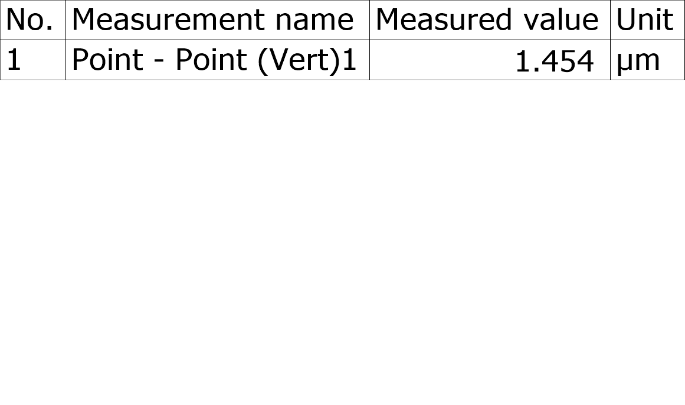 No. Measurement name Measured value Unit
1 Point - Point (Vert)1 1.454 µm